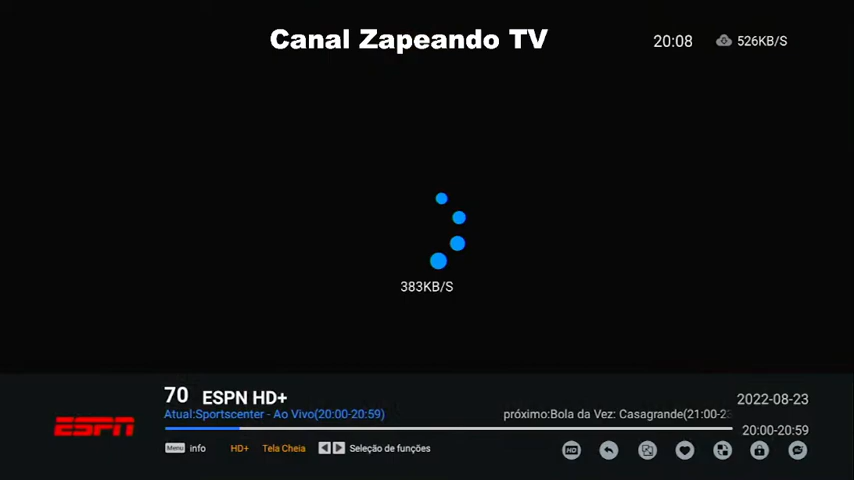 Canal Zapeando TV
20:08 526KB/S
383KB/S
70 ESPN HD+
2022-08-23
ESPN
Atual:Sportscenter - Ao Vivo(20:00-20:59)
próximo:Bola da Vez: Casagrande(21:00-23
20:00-20:59
Menu info HD+ Tela Cheia Seleção de funções
HD